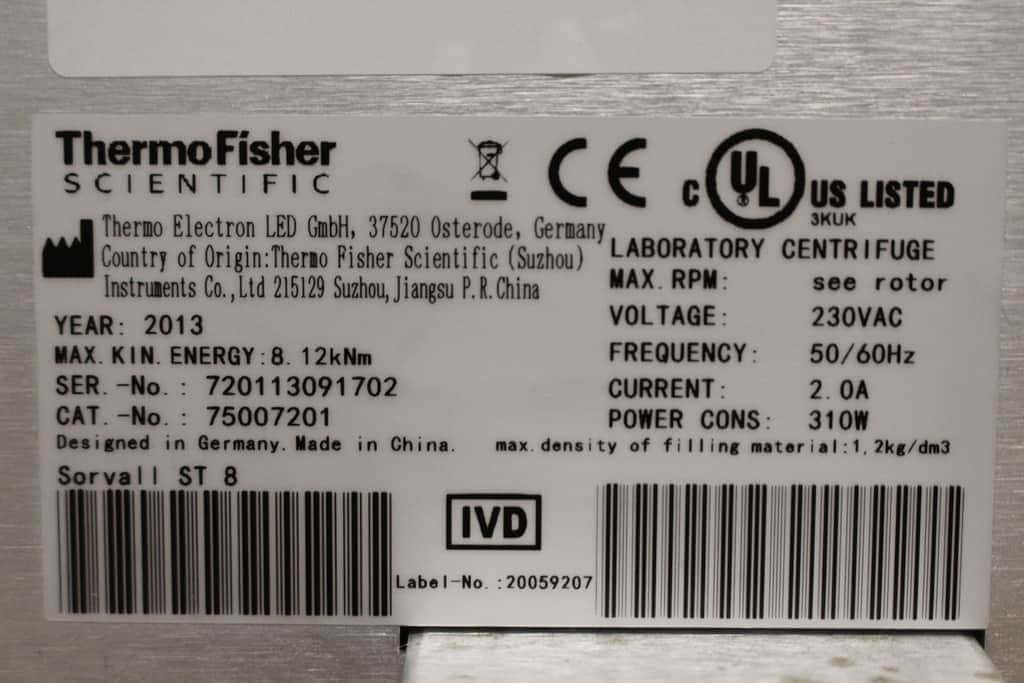 ThermoFisher
SCIENTIFIC
Thermo Electron LED GmbH, 37520 Osterode, Germany
Country of Origin:Thermo Fisher Scientific (Suzhou)
Instruments Co.,Ltd 215129 Suzhou,Jiangsu P.R.China
YEAR: 2013
MAX. KIN. ENERGY:8. 12kNm
SER. -No. : 720113091702
CAT. -No. : 75007201
Designed in Germany. Made in China.
Sorvall ST 8
CE
C UL US LISTED
3KUK
LABORATORY CENTRIFUGE
MAX. RPM: see rotor
VOLTAGE: 230VAC
FREQUENCY: 50/60Hz
CURRENT: 2.0A
POWER CONS: 310W
max. density of filling material:1,2kg/dm3
IVD
Label-No. :20059207